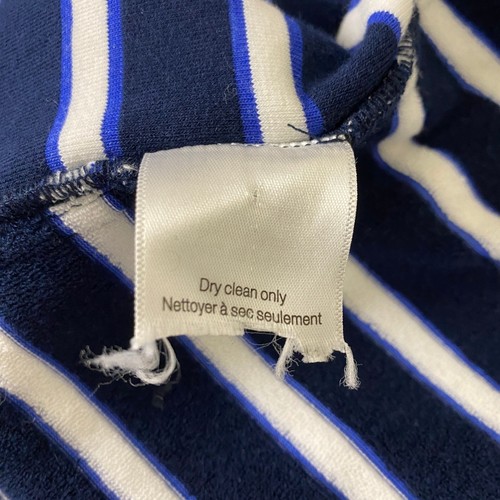 Dry clean only
Nettoyer à sec seulement